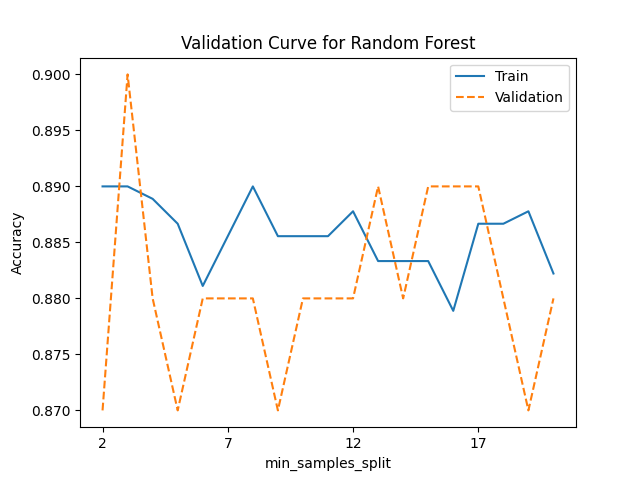 Validation Curve for Random Forest
Train
Validation
Accuracy
0.900
0.895
0.890
0.885
0.880
0.875
0.870
2 7 12 17
min_samples_split